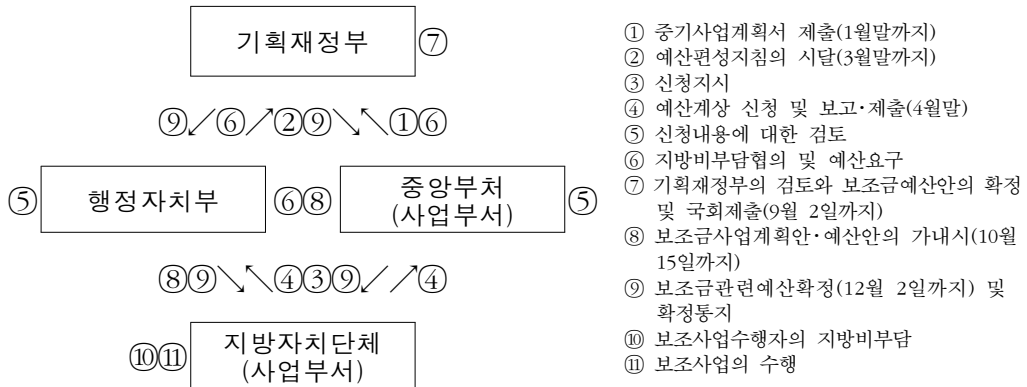 기획재정부 ⑦
⑨↙⑥↗②⑨↘↖①⑥
⑤ 행정자치부 ⑥⑧ 중앙부처 ⑤
(사업부서)
⑧⑨↘↖④③⑨↙↗④
⑩⑪ 지방자치단체
(사업부서)
① 중기사업계획서 제출(1월말까지)
② 예산편성지침의 시달(3월말까지)
③ 신청지시
④ 예산계상 신청 및 보고·제출(4월말)
⑤ 신청내용에 대한 검토
⑥ 지방비부담협의 및 예산요구
⑦ 기획재정부의 검토와 보조금예산안의 확정
및 국회제출(9월 2일까지)
⑧ 보조금사업계획안·예산안의 가내시(10월
15일까지)
⑨ 보조금관련예산확정(12월 2일까지) 및
확정통지
⑩ 보조사업수행자의 지방비부담
⑪ 보조사업의 수행